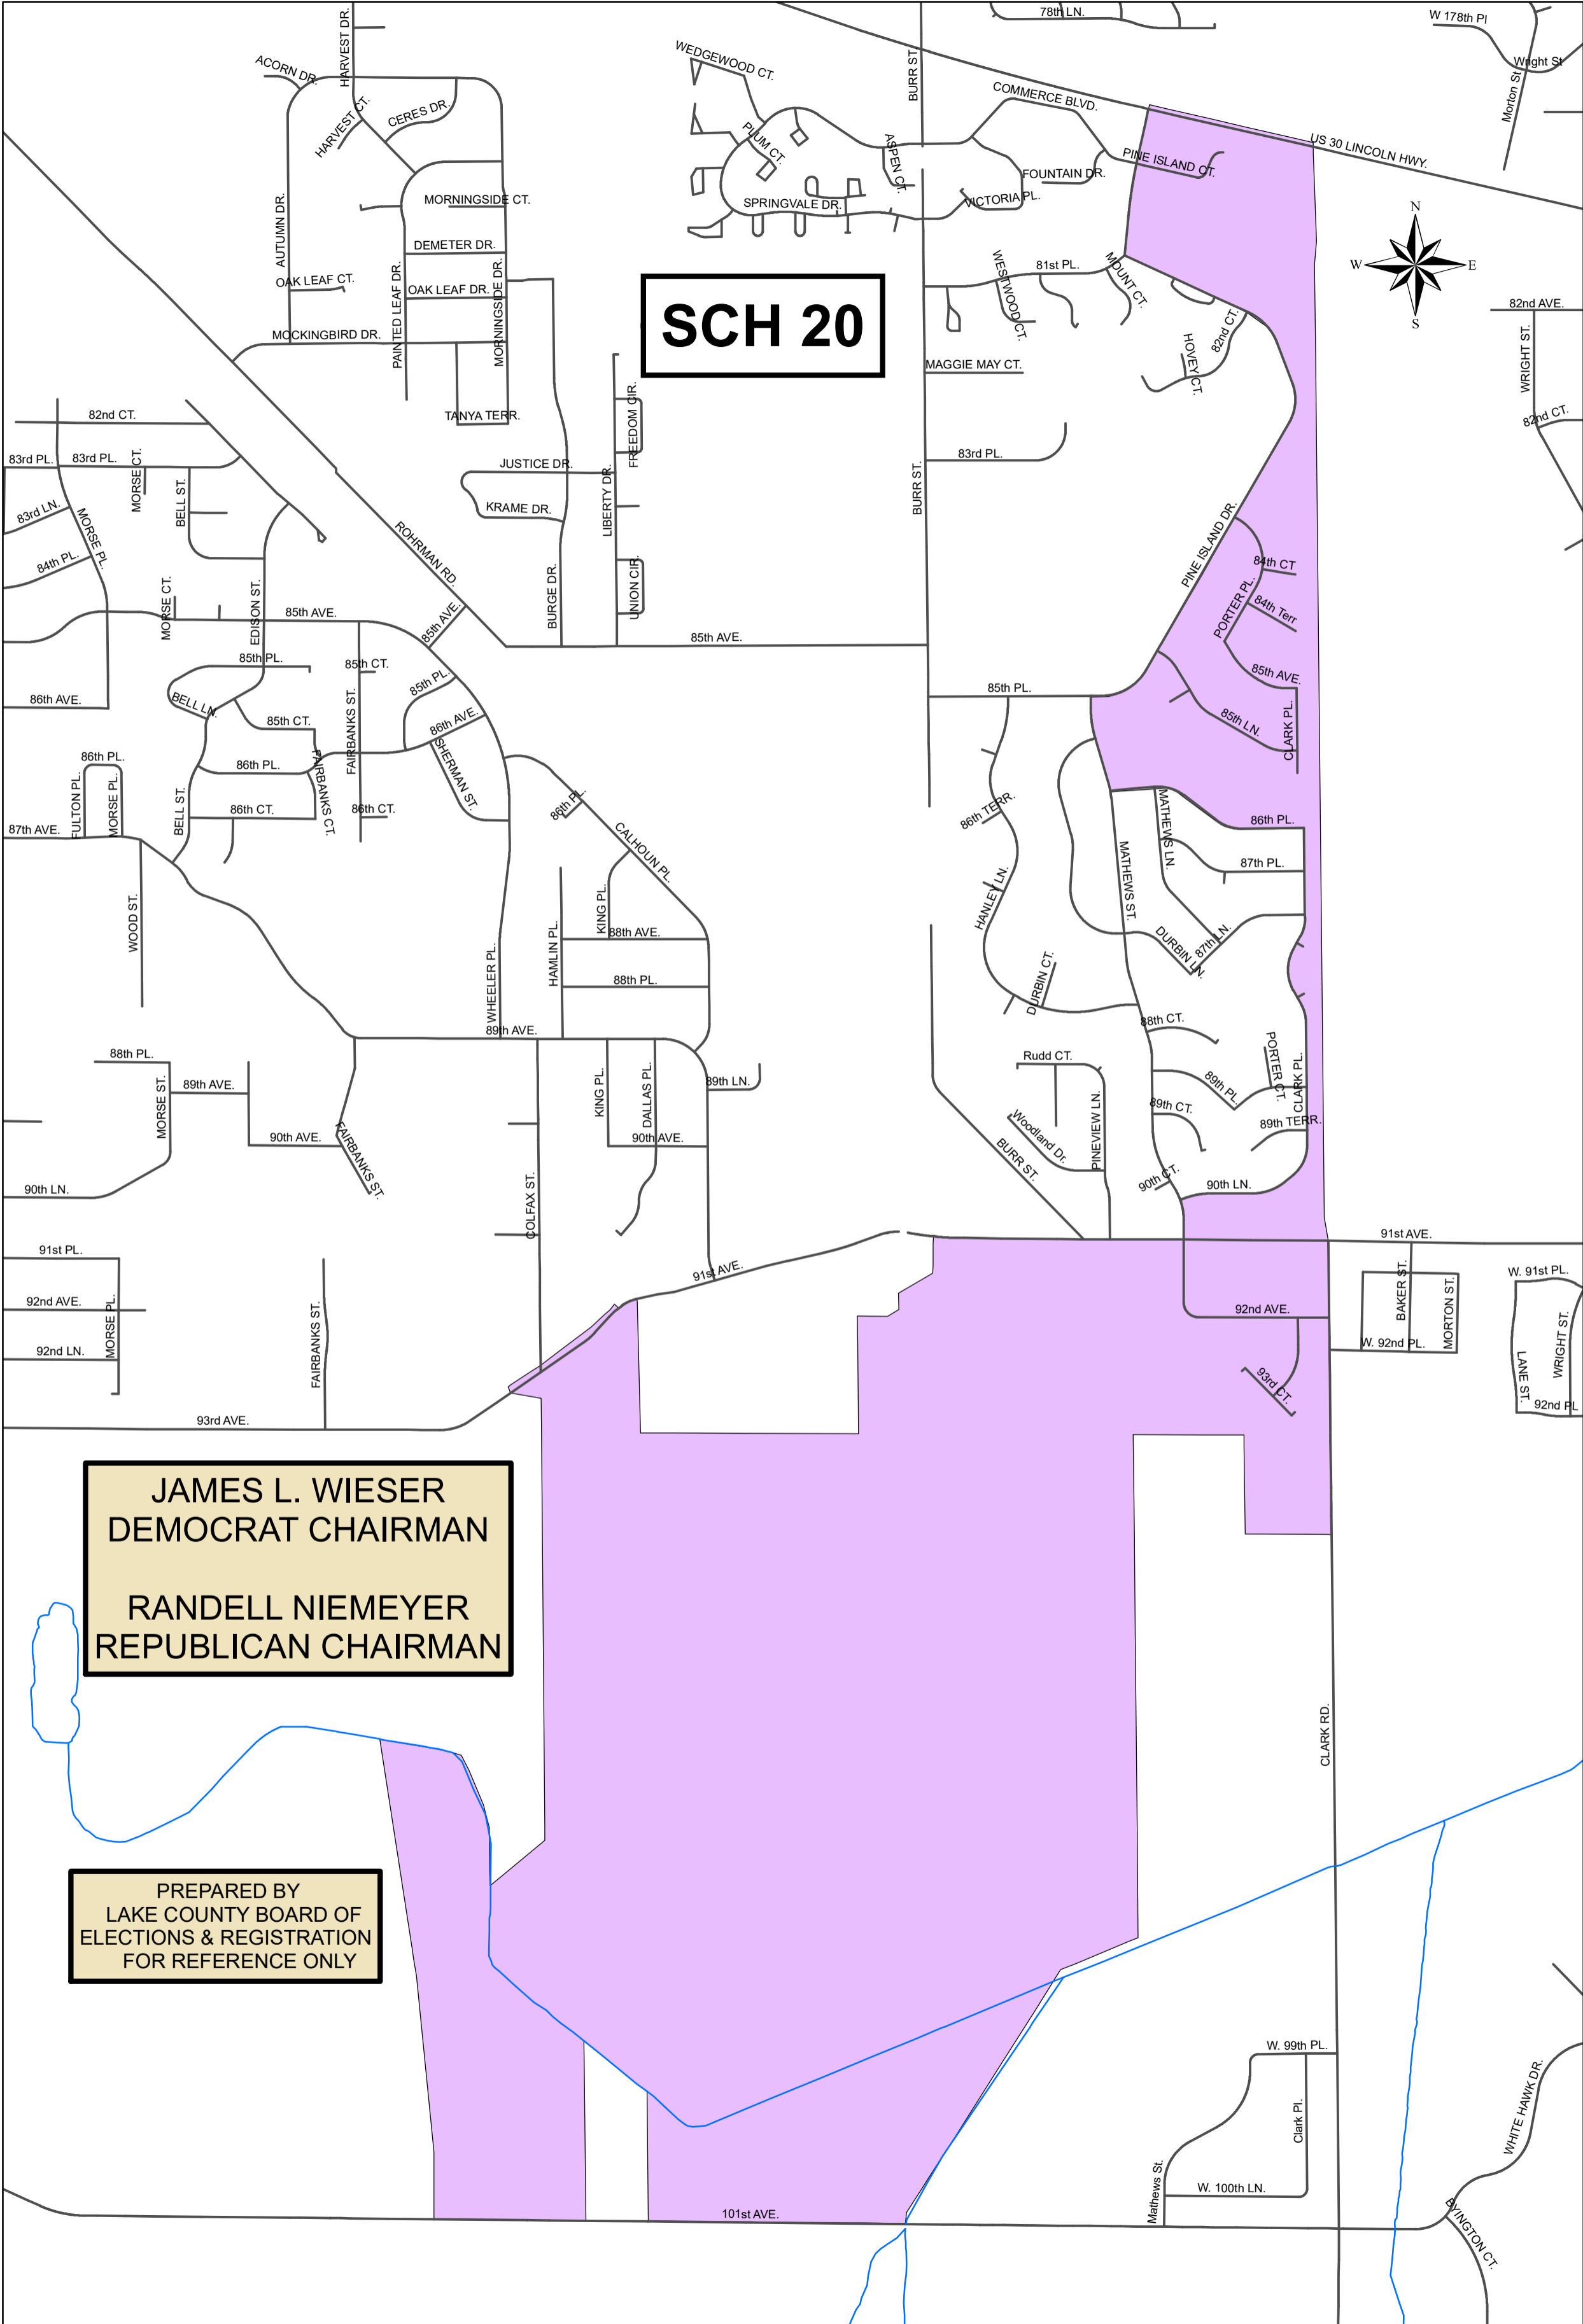 78th LN.
W 178th Pl
HARVEST DR.
WEDGEWOOD CT.
BURR ST.
Wright St
ACORN DR.
Morton St
COMMERCE BLVD.
HARVEST CT.
CERES DR.
PLUM CT.
ASPEN CT.
US 30 LINCOLN HWY.
PINE ISLAND CT.
FOUNTAIN DR.
AUTUMN DR.
MORNINGSIDE CT.
SPRINGVALE DR.
VICTORIA PL.
N
W
E
S
DEMETER DR.
81st PL.
MOUNT CT.
WESTWOOD CT.
OAK LEAF CT.
PAINTED LEAF DR.
OAK LEAF DR.
MORNINGSIDE DR.
SCH 20
82nd AVE.
MOCKINGBIRD DR.
82nd CT.
HOVEY CT.
WRIGHT ST.
MAGGIE MAY CT.
82nd CT.
TANYA TERR.
FREEDOM CIR.
82nd CT.
83rd PL.
83rd PL.
MORSE CT.
JUSTICE DR.
83rd PL.
BELL ST.
KRAME DR.
LIBERTY DR.
BURR ST.
83rd LN.
MORSE PL.
ROHRMAN RD.
PINE ISLAND DR.
84th PL.
84th CT
84th Terr
PORTER PL.
MORSE CT.
EDISON ST.
85th AVE.
85th AVE.
BURGE DR.
UNION CIR.
85th AVE.
85th PL.
85th CT.
85th PL.
85th AVE.
86th AVE.
BELL LN.
FAIRBANKS ST.
85th PL.
85th LN.
CLARK PL.
85th CT.
86th AVE.
86th PL.
86th PL.
FAIRBANKS CT.
SHERMAN ST.
FULTON PL.
MORSE PL.
BELL ST.
86th CT.
86th CT.
86th PL.
86th TERR.
MATHEWS LN.
86th PL.
87th AVE.
CALHOUN PL.
MATHEWS ST.
87th PL.
WOOD ST.
KING PL.
HANLEY LN.
HAMLIN PL.
88th AVE.
DURBIN LN.
87th LN.
WHEELER PL.
88th PL.
DURBIN CT.
89th AVE.
88th CT.
88th PL.
Rudd CT.
PORTER CT.
CLARK PL.
MORSE ST.
89th AVE.
KING PL.
DALLAS PL.
89th LN.
89th PL.
89th CT.
89th TERR.
90th AVE.
FAIRBANKS ST.
90th AVE.
Woodland Dr.
PINEVIEW LN.
BURR ST.
90th CT.
90th LN.
90th LN.
COLFAX ST.
91st AVE.
91st PL.
91st AVE.
BAKER ST.
MORTON ST.
W. 91st PL.
92nd AVE.
MORSE PL.
FAIRBANKS ST.
92nd AVE.
W. 92nd PL.
LANE ST.
WRIGHT ST.
92nd LN.
93rd CT.
92nd PL
93rd AVE.
JAMES L. WIESER
DEMOCRAT CHAIRMAN
RANDELL NIEMEYER
REPUBLICAN CHAIRMAN
CLARK RD.
PREPARED BY
LAKE COUNTY BOARD OF
ELECTIONS & REGISTRATION
FOR REFERENCE ONLY
W. 99th PL.
Clark Pl.
WHITE HAWK DR.
Mathews St.
W. 100th LN.
101st AVE.
BYINGTON CT.